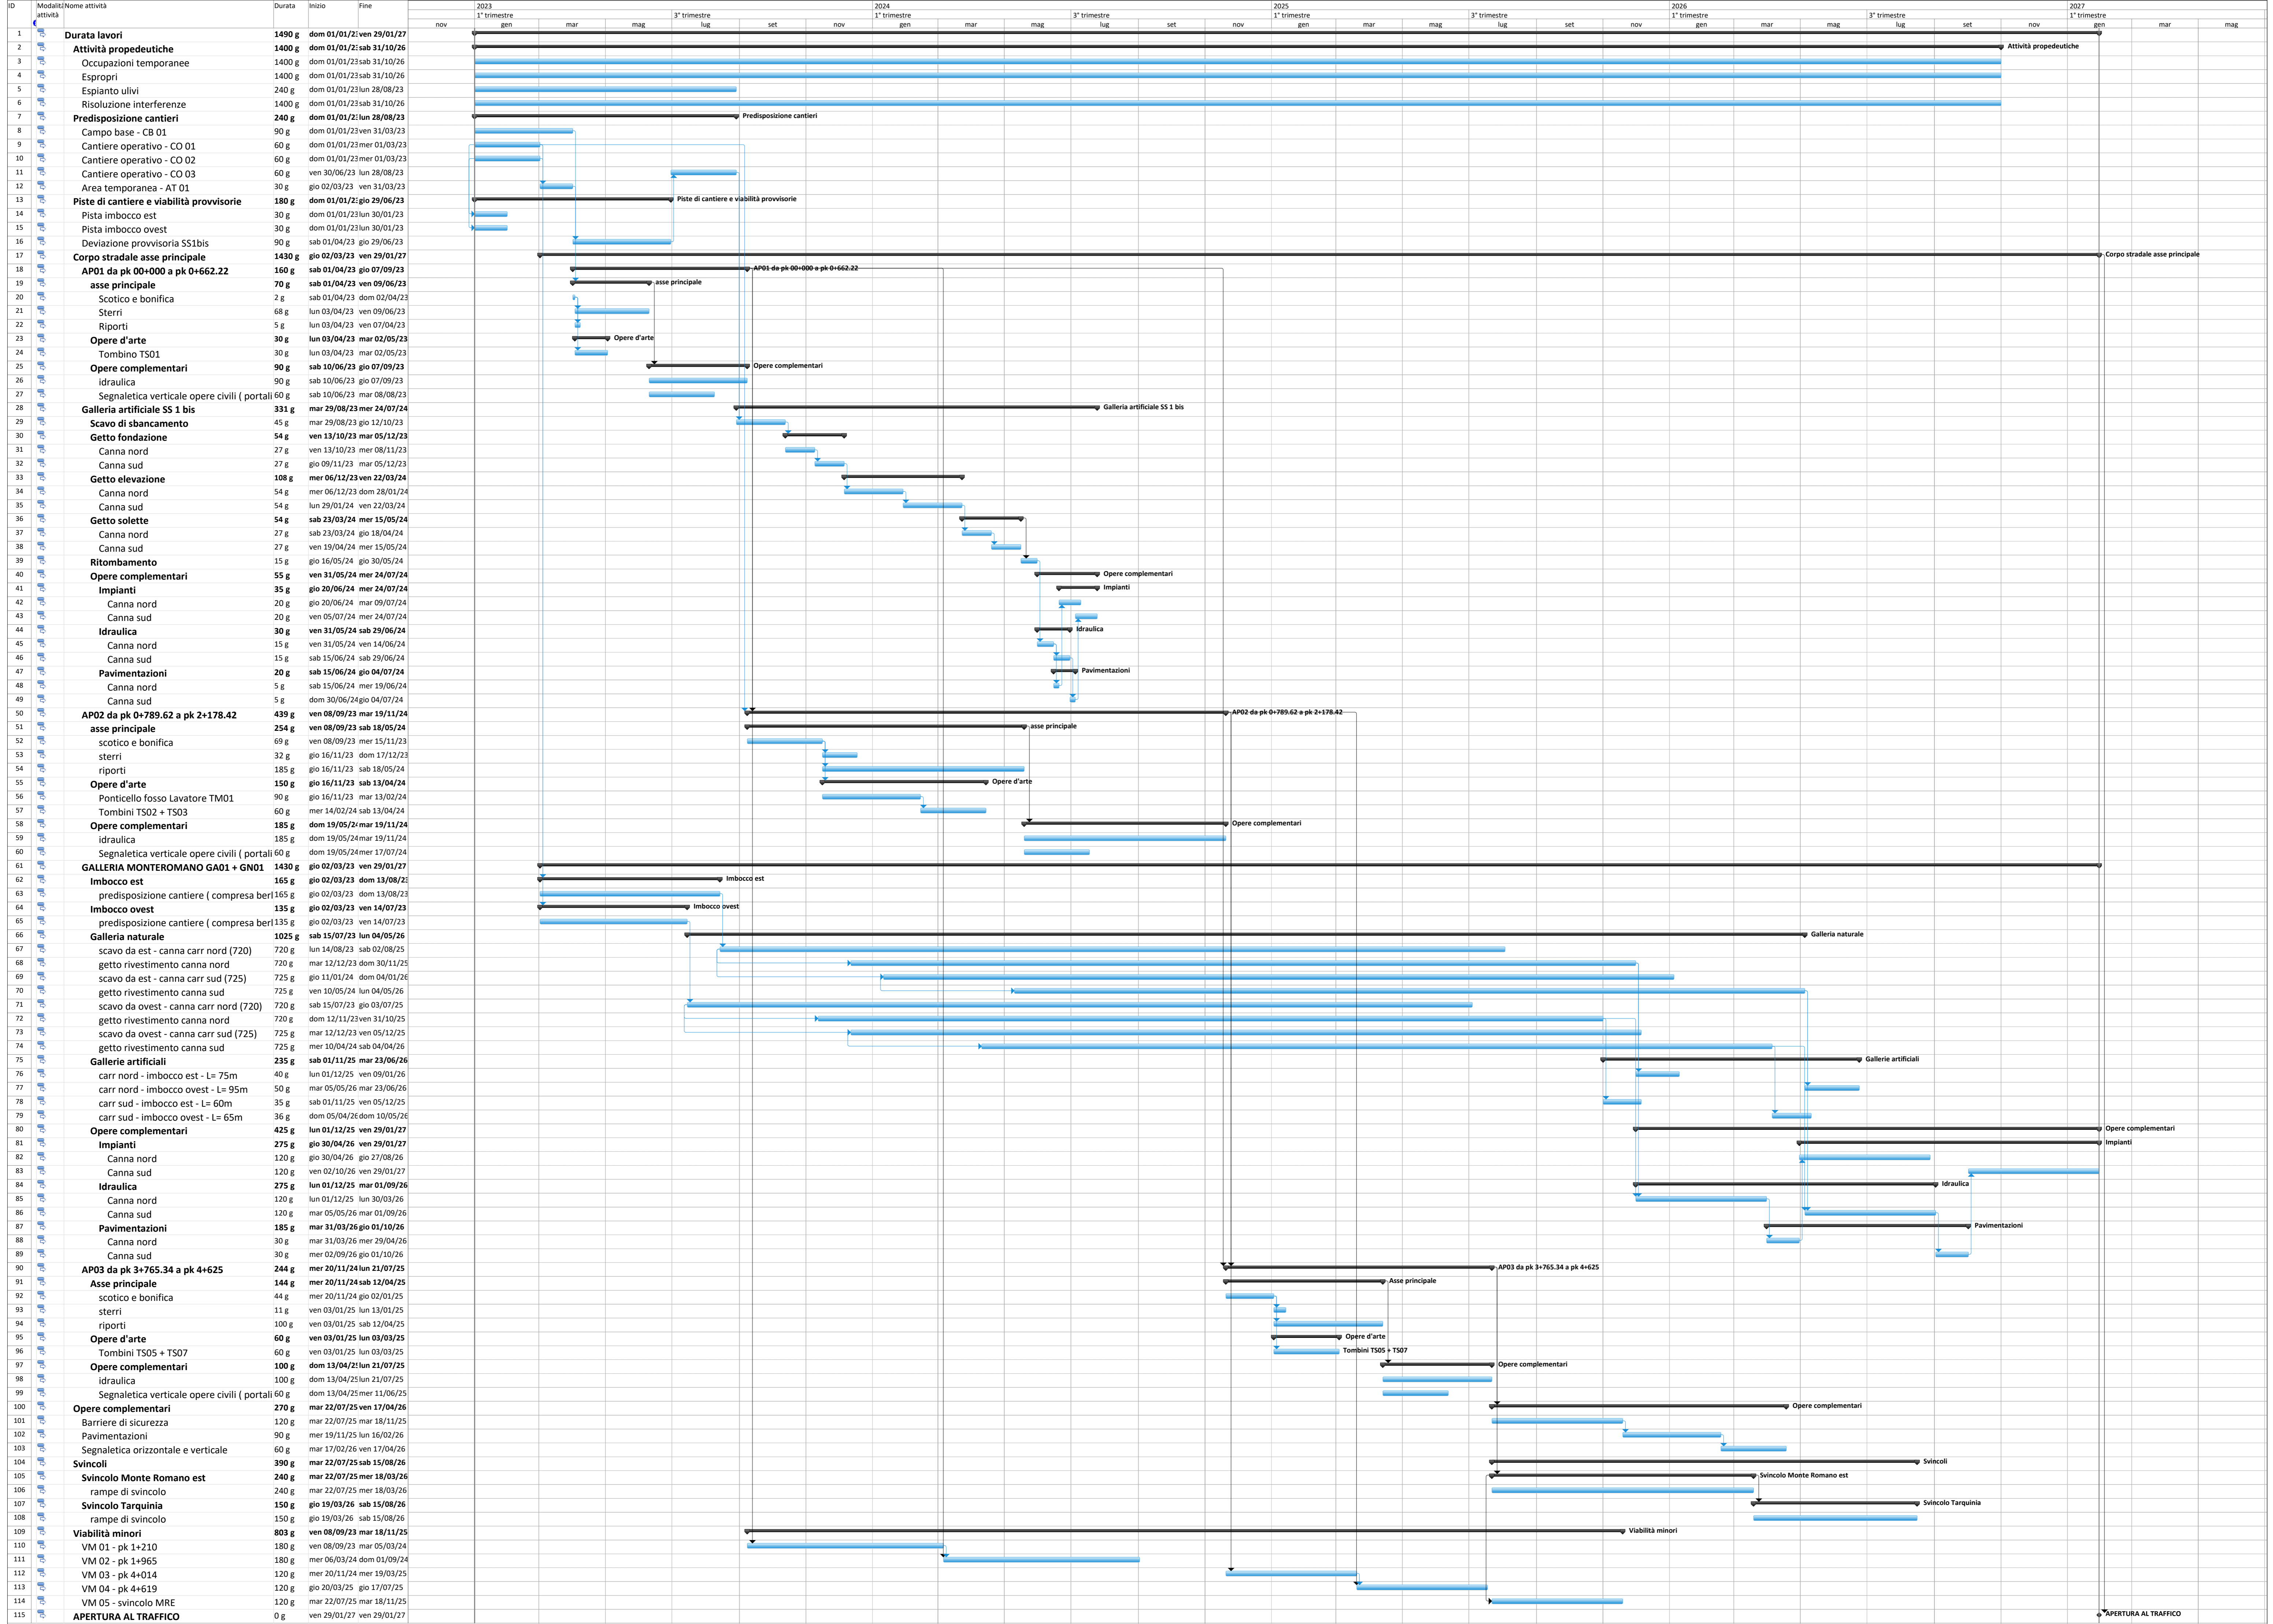 ID Modalità attività Nome attività Durata Inizio Fine
2023 2024 2025 2026 2027
1° trimestre 3° trimestre 1° trimestre 3° trimestre 1° trimestre 3° trimestre 1° trimestre 3° trimestre 1° trimestre
nov gen mar mag lug set nov gen mar mag lug set nov gen mar mag lug set nov gen mar mag lug set nov gen mar mag
1 Durata lavori 1490 g dom 01/01/23 ven 29/01/27
2 Attività propedeutiche 1400 g dom 01/01/23 sab 31/10/26 Attività propedeutiche
3 Occupazioni temporanee 1400 g dom 01/01/23 sab 31/10/26
4 Espropri 1400 g dom 01/01/23 sab 31/10/26
5 Espianto ulivi 240 g dom 01/01/23 lun 28/08/23
6 Risoluzione interferenze 1400 g dom 01/01/23 sab 31/10/26
7 Predisposizione cantieri 240 g dom 01/01/23 lun 28/08/23 Predisposizione cantieri
8 Campo base - CB 01 90 g dom 01/01/23 ven 31/03/23
9 Cantiere operativo - CO 01 60 g dom 01/01/23 mer 01/03/23
10 Cantiere operativo - CO 02 60 g dom 01/01/23 mer 01/03/23
11 Cantiere operativo - CO 03 60 g ven 30/06/23 lun 28/08/23
12 Area temporanea - AT 01 30 g gio 02/03/23 ven 31/03/23
13 Piste di cantiere e viabilità provvisorie 180 g dom 01/01/23 gio 29/06/23 Piste di cantiere e viabilità provvisorie
14 Pista imbocco est 30 g dom 01/01/23 lun 30/01/23
15 Pista imbocco ovest 30 g dom 01/01/23 lun 30/01/23
16 Deviazione provvisoria SS1bis 90 g sab 01/04/23 gio 29/06/23
17 Corpo stradale asse principale 1430 g gio 02/03/23 ven 29/01/27 Corpo stradale asse principale
18 AP01 da pk 00+000 a pk 0+662.22 160 g sab 01/04/23 gio 07/09/23 AP01 da pk 00+000 a pk 0+662.22
19 asse principale 70 g sab 01/04/23 ven 09/06/23 asse principale
20 Scotico e bonifica 2 g sab 01/04/23 dom 02/04/23
21 Sterri 68 g lun 03/04/23 ven 09/06/23
22 Riporti 5 g lun 03/04/23 ven 07/04/23
23 Opere d'arte 30 g lun 03/04/23 mar 02/05/23 Opere d'arte
24 Tombino TS01 30 g lun 03/04/23 mar 02/05/23
25 Opere complementari 90 g sab 10/06/23 gio 07/09/23 Opere complementari
26 idraulica 90 g sab 10/06/23 gio 07/09/23
27 Segnaletica verticale opere civili ( portali 60 g sab 10/06/23 mar 08/08/23
28 Galleria artificiale SS 1 bis 331 g mar 29/08/23 mer 24/07/24 Galleria artificiale SS 1 bis
29 Scavo di sbancamento 45 g mar 29/08/23 gio 12/10/23
30 Getto fondazione 54 g ven 13/10/23 mar 05/12/23
31 Canna nord 27 g ven 13/10/23 mer 08/11/23
32 Canna sud 27 g gio 09/11/23 mar 05/12/23
33 Getto elevazione 108 g mer 06/12/23 ven 22/03/24
34 Canna nord 54 g mer 06/12/23 dom 28/01/24
35 Canna sud 54 g lun 29/01/24 ven 22/03/24
36 Getto solette 54 g sab 23/03/24 mer 15/05/24
37 Canna nord 27 g sab 23/03/24 gio 18/04/24
38 Canna sud 27 g ven 19/04/24 mer 15/05/24
39 Ritombamento 15 g gio 16/05/24 gio 30/05/24
40 Opere complementari 55 g ven 31/05/24 mer 24/07/24 Opere complementari
41 Impianti 35 g gio 20/06/24 mer 24/07/24 Impianti
42 Canna nord 20 g gio 20/06/24 mar 09/07/24
43 Canna sud 20 g ven 05/07/24 mer 24/07/24
44 Idraulica 30 g ven 31/05/24 sab 29/06/24 Idraulica
45 Canna nord 15 g ven 31/05/24 ven 14/06/24
46 Canna sud 15 g sab 15/06/24 sab 29/06/24
47 Pavimentazioni 20 g sab 15/06/24 gio 04/07/24 Pavimentazioni
48 Canna nord 5 g sab 15/06/24 mer 19/06/24
49 Canna sud 5 g dom 30/06/24 gio 04/07/24
50 AP02 da pk 0+789.62 a pk 2+178.42 439 g ven 08/09/23 mar 19/11/24 AP02 da pk 0+789.62 a pk 2+178.42
51 asse principale 254 g ven 08/09/23 sab 18/05/24 asse principale
52 scotico e bonifica 69 g ven 08/09/23 mer 15/11/23
53 sterri 32 g gio 16/11/23 dom 17/12/23
54 riporti 185 g gio 16/11/23 sab 18/05/24
55 Opere d'arte 150 g gio 16/11/23 sab 13/04/24 Opere d'arte
56 Ponticello fosso Lavatore TM01 90 g gio 16/11/23 mar 13/02/24
57 Tombini TS02 + TS03 60 g mer 14/02/24 sab 13/04/24
58 Opere complementari 185 g dom 19/05/24 mar 19/11/24 Opere complementari
59 idraulica 185 g dom 19/05/24 mar 19/11/24
60 Segnaletica verticale opere civili ( portali 60 g dom 19/05/24 mer 17/07/24
61 GALLERIA MONTEROMANO GA01 + GN01 1430 g gio 02/03/23 ven 29/01/27
62 Imbocco est 165 g gio 02/03/23 dom 13/08/23 Imbocco est
63 predisposizione cantiere ( compresa berl 165 g gio 02/03/23 dom 13/08/23
64 Imbocco ovest 135 g gio 02/03/23 ven 14/07/23 Imbocco ovest
65 predisposizione cantiere ( compresa berl 135 g gio 02/03/23 ven 14/07/23
66 Galleria naturale 1025 g sab 15/07/23 lun 04/05/26 Galleria naturale
67 scavo da est - canna carr nord (720) 720 g lun 14/08/23 sab 02/08/25
68 getto rivestimento canna nord 720 g mar 12/12/23 dom 30/11/25
69 scavo da est - canna carr sud (725) 725 g gio 11/01/24 dom 04/01/26
70 getto rivestimento canna sud 725 g ven 10/05/24 lun 04/05/26
71 scavo da ovest - canna carr nord (720) 720 g sab 15/07/23 gio 03/07/25
72 getto rivestimento canna nord 720 g dom 12/11/23 ven 31/10/25
73 scavo da ovest - canna carr sud (725) 725 g mar 12/12/23 ven 05/12/25
74 getto rivestimento canna sud 725 g mer 10/04/24 sab 04/04/26
75 Gallerie artificiali 235 g sab 01/11/25 mar 23/06/26 Gallerie artificiali
76 carr nord - imbocco est - L= 75m 40 g lun 01/12/25 ven 09/01/26
77 carr nord - imbocco ovest - L= 95m 50 g mar 05/05/26 mar 23/06/26
78 carr sud - imbocco est - L= 60m 35 g sab 01/11/25 ven 05/12/25
79 carr sud - imbocco ovest - L= 65m 36 g dom 05/04/26 dom 10/05/26
80 Opere complementari 425 g lun 01/12/25 ven 29/01/27 Opere complementari
81 Impianti 275 g gio 30/04/26 ven 29/01/27 Impianti
82 Canna nord 120 g gio 30/04/26 gio 27/08/26
83 Canna sud 120 g ven 02/10/26 ven 29/01/27
84 Idraulica 275 g lun 01/12/25 mar 01/09/26 Idraulica
85 Canna nord 120 g lun 01/12/25 lun 30/03/26
86 Canna sud 120 g mar 05/05/26 mar 01/09/26
87 Pavimentazioni 185 g mar 31/03/26 gio 01/10/26 Pavimentazioni
88 Canna nord 30 g mar 31/03/26 mer 29/04/26
89 Canna sud 30 g mer 02/09/26 gio 01/10/26
90 AP03 da pk 3+765.34 a pk 4+625 244 g mer 20/11/24 lun 21/07/25 AP03 da pk 3+765.34 a pk 4+625
91 Asse principale 144 g mer 20/11/24 sab 12/04/25 Asse principale
92 scotico e bonifica 44 g mer 20/11/24 gio 02/01/25
93 sterri 11 g ven 03/01/25 lun 13/01/25
94 riporti 100 g ven 03/01/25 sab 12/04/25
95 Opere d'arte 60 g ven 03/01/25 lun 03/03/25 Opere d'arte
96 Tombini TS05 + TS07 60 g ven 03/01/25 lun 03/03/25 Tombini TS05 + TS07
97 Opere complementari 100 g dom 13/04/25 lun 21/07/25 Opere complementari
98 idraulica 100 g dom 13/04/25 lun 21/07/25
99 Segnaletica verticale opere civili ( portali 60 g dom 13/04/25 mer 11/06/25
100 Opere complementari 270 g mar 22/07/25 ven 17/04/26 Opere complementari
101 Barriere di sicurezza 120 g mar 22/07/25 mar 18/11/25
102 Pavimentazioni 90 g mer 19/11/25 lun 16/02/26
103 Segnaletica orizzontale e verticale 60 g mar 17/02/26 ven 17/04/26
104 Svincoli 390 g mar 22/07/25 sab 15/08/26 Svincoli
105 Svincolo Monte Romano est 240 g mar 22/07/25 mer 18/03/26 Svincolo Monte Romano est
106 rampe di svincolo 240 g mar 22/07/25 mer 18/03/26
107 Svincolo Tarquinia 150 g gio 19/03/26 sab 15/08/26 Svincolo Tarquinia
108 rampe di svincolo 150 g gio 19/03/26 sab 15/08/26
109 Viabilità minori 803 g ven 08/09/23 mar 18/11/25 Viabilità minori
110 VM 01 - pk 1+210 180 g ven 08/09/23 mar 05/03/24
111 VM 02 - pk 1+965 180 g mer 06/03/24 dom 01/09/24
112 VM 03 - pk 4+014 120 g mer 20/11/24 mer 19/03/25
113 VM 04 - pk 4+619 120 g gio 20/03/25 gio 17/07/25
114 VM 05 - svincolo MRE 120 g mar 22/07/25 mar 18/11/25
115 APERTURA AL TRAFFICO 0 g ven 29/01/27 ven 29/01/27 APERTURA AL TRAFFICO